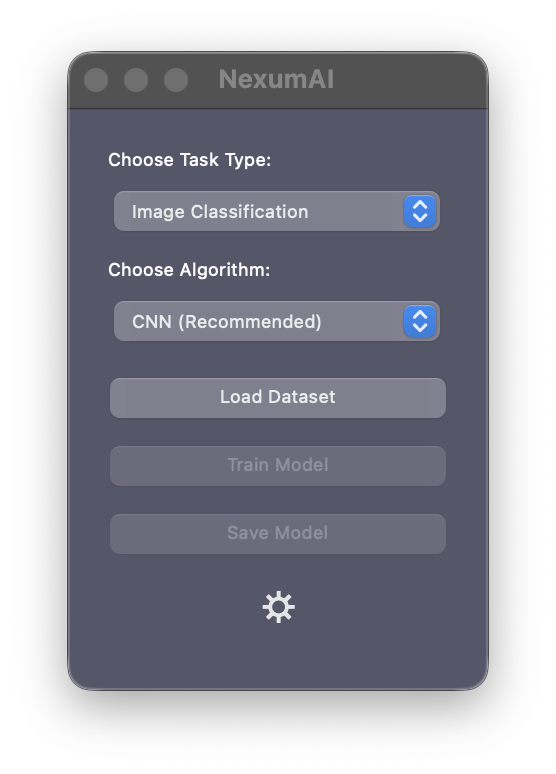 NexumAI
Choose Task Type:
Image Classification
Choose Algorithm:
CNN (Recommended)
Load Dataset
Train Model
Save Model